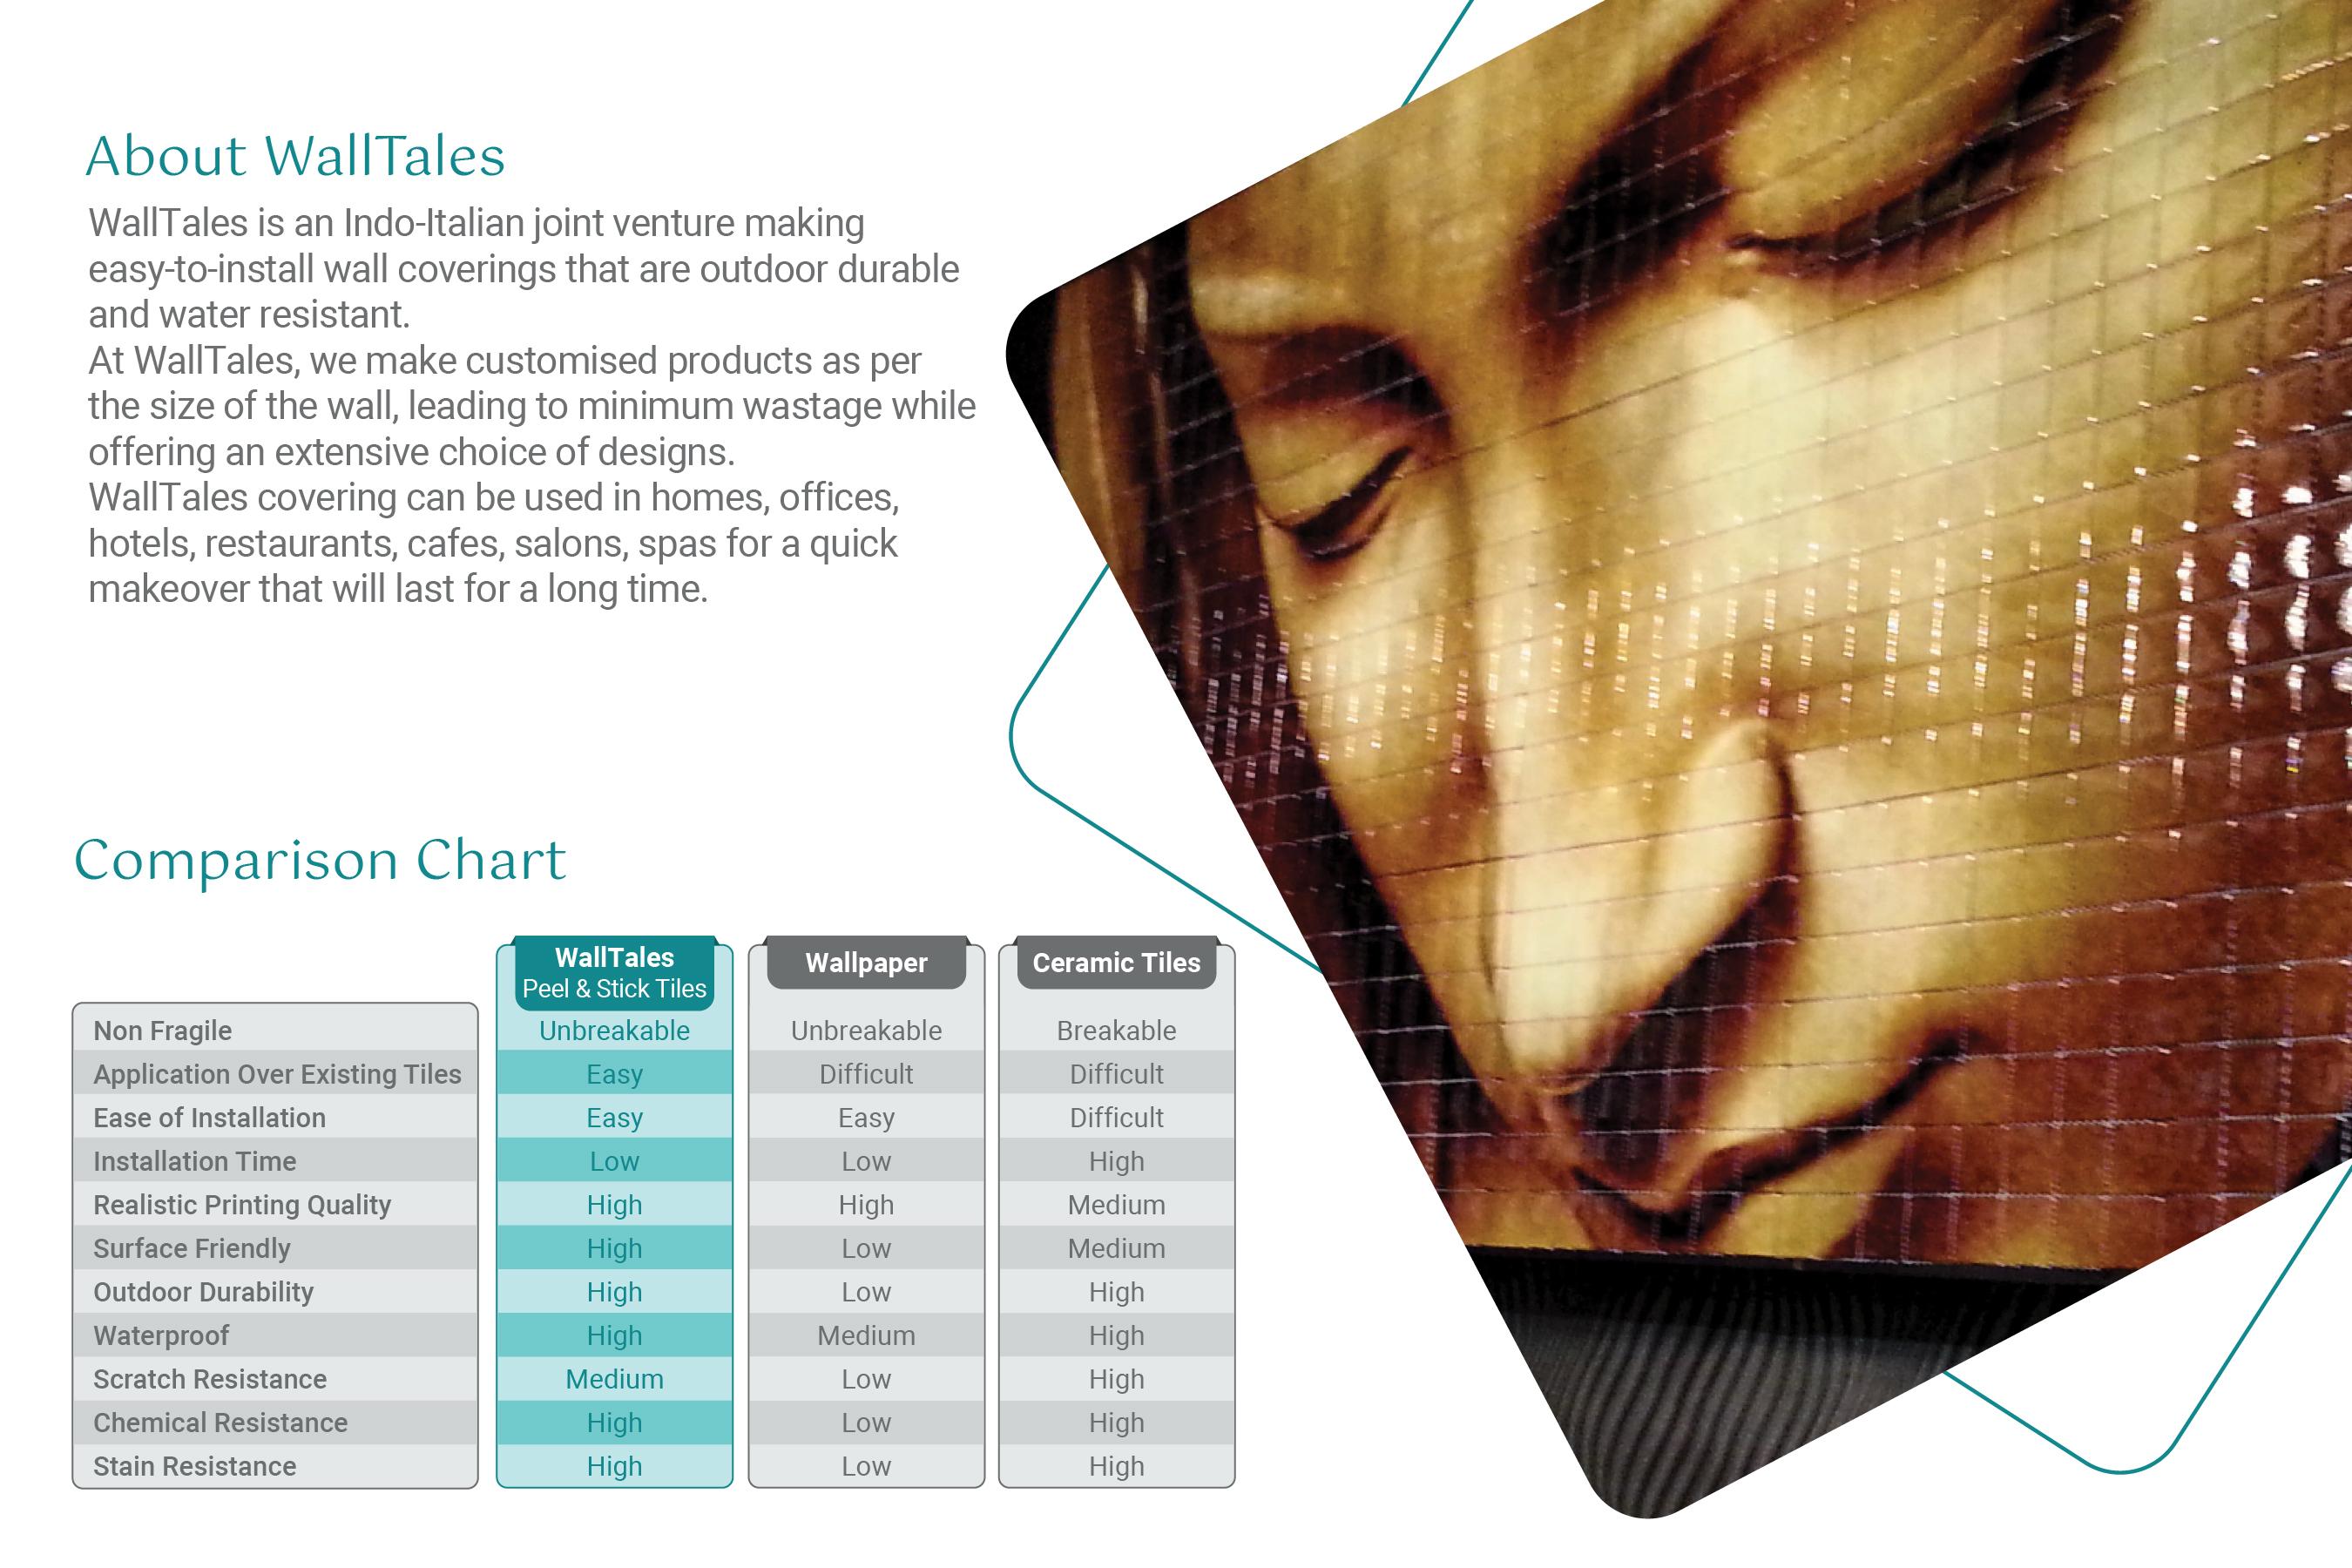 About WallTales
WallTales is an Indo-Italian joint venture making
easy-to-install wall coverings that are outdoor durable
and water resistant.
At WallTales, we make customised products as per
the size of the wall, leading to minimum wastage while
offering an extensive choice of designs.
WallTales covering can be used in homes, offices,
hotels, restaurants, cafes, salons, spas for a quick
makeover that will last for a long time.
Comparison Chart
WallTales Wallpaper Ceramic Tiles
Peel & Stick Tiles
Non Fragile Unbreakable Unbreakable Breakable
Application Over Existing Tiles Easy Difficult Difficult
Ease of Installation Easy Easy Difficult
Installation Time Low Low High
Realistic Printing Quality High High Medium
Surface Friendly High Low Medium
Outdoor Durability High Low High
Waterproof High Medium High
Scratch Resistance Medium Low High
Chemical Resistance High Low High
Stain Resistance High Low High